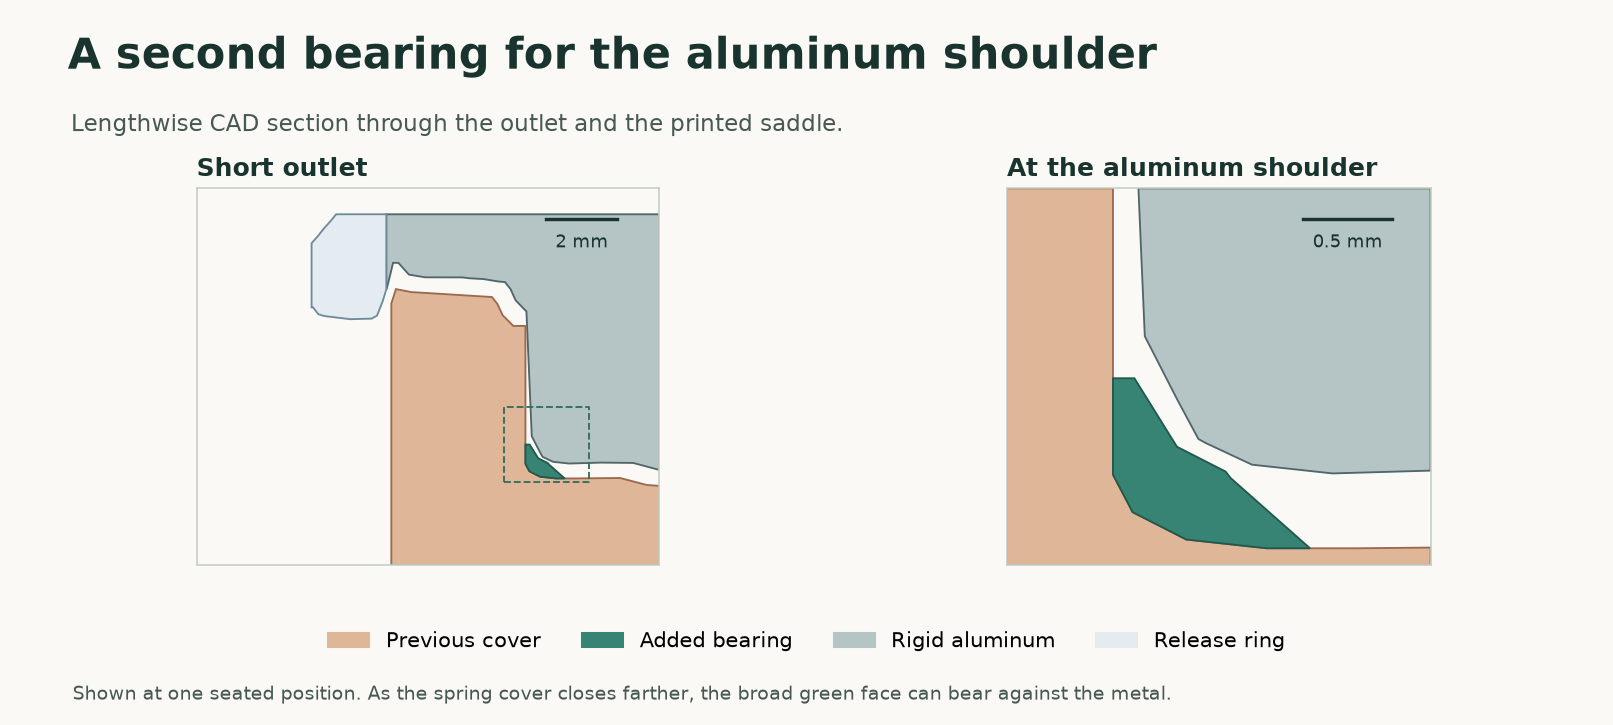 A second bearing for the aluminum shoulder
Lengthwise CAD section through the outlet and the printed saddle.
Short outlet
At the aluminum shoulder
2 mm
0.5 mm
Previous cover
Added bearing
Rigid aluminum
Release ring
Shown at one seated position. As the spring cover closes farther, the broad green face can bear against the metal.